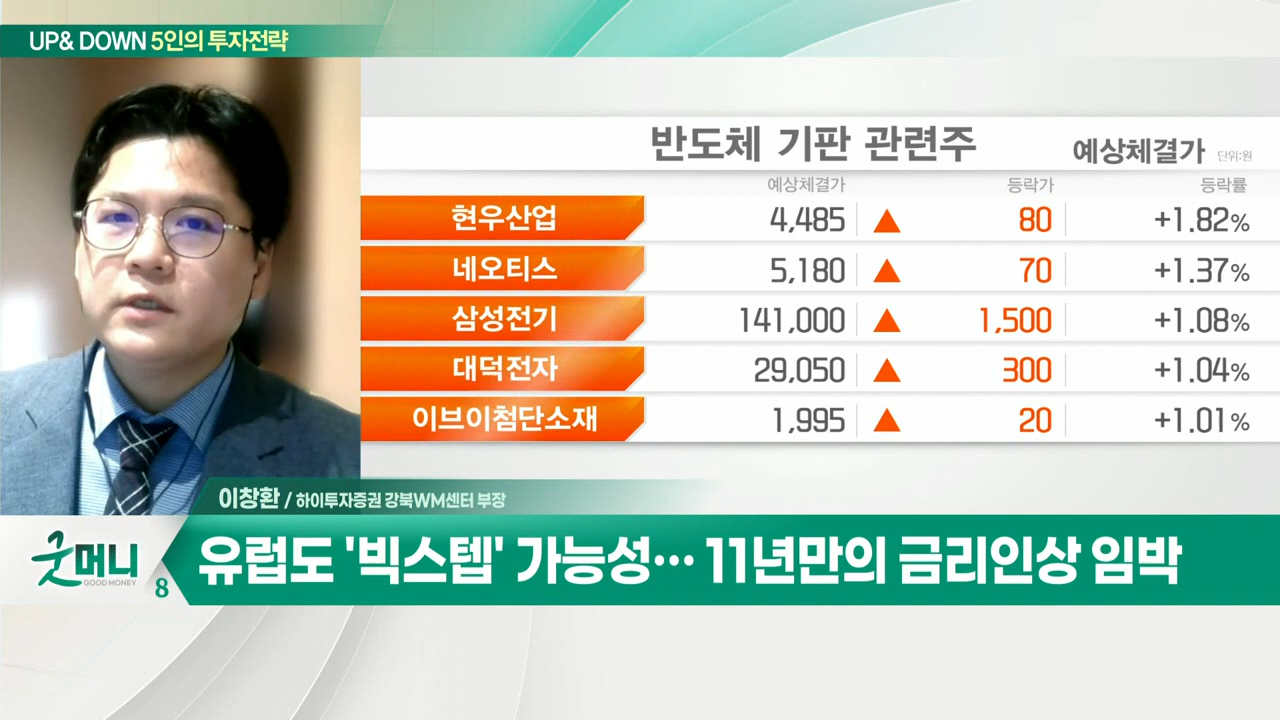 UP& DOWN 5인의 투자전략
반도체 기판 관련주 예상체결가 단위:원
예상체결가 등락가 등락률
현우산업 4,485 ▲ 80 +1.82%
네오티스 5,180 ▲ 70 +1.37%
삼성전기 141,000 ▲ 1,500 +1.08%
대덕전자 29,050 ▲ 300 +1.04%
이브이첨단소재 1,995 ▲ 20 +1.01%
이창환 / 하이투자증권 강북WM센터 부장
굿머니
GOOD MONEY
8
유럽도 '빅스텝' 가능성… 11년만의 금리인상 임박